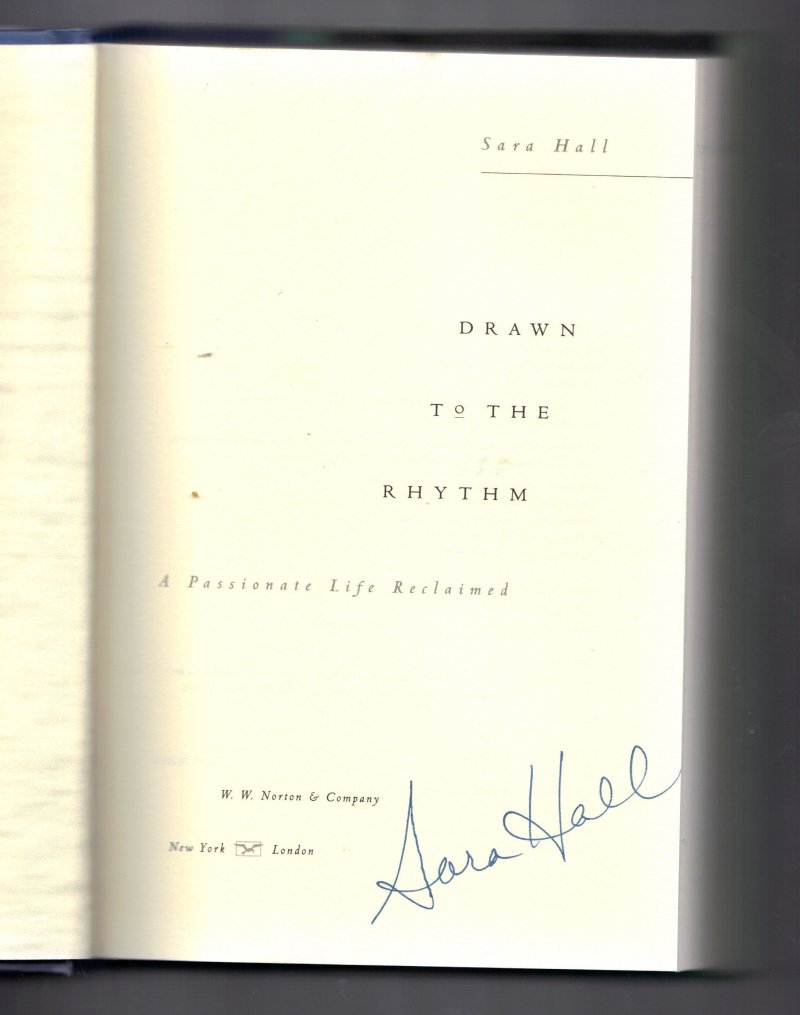 Sara Hall
DRAWN
To THE
RHYTHM
A Passionate Life Reclaimed
W. W. Norton & Company
New York London
Sara Hall